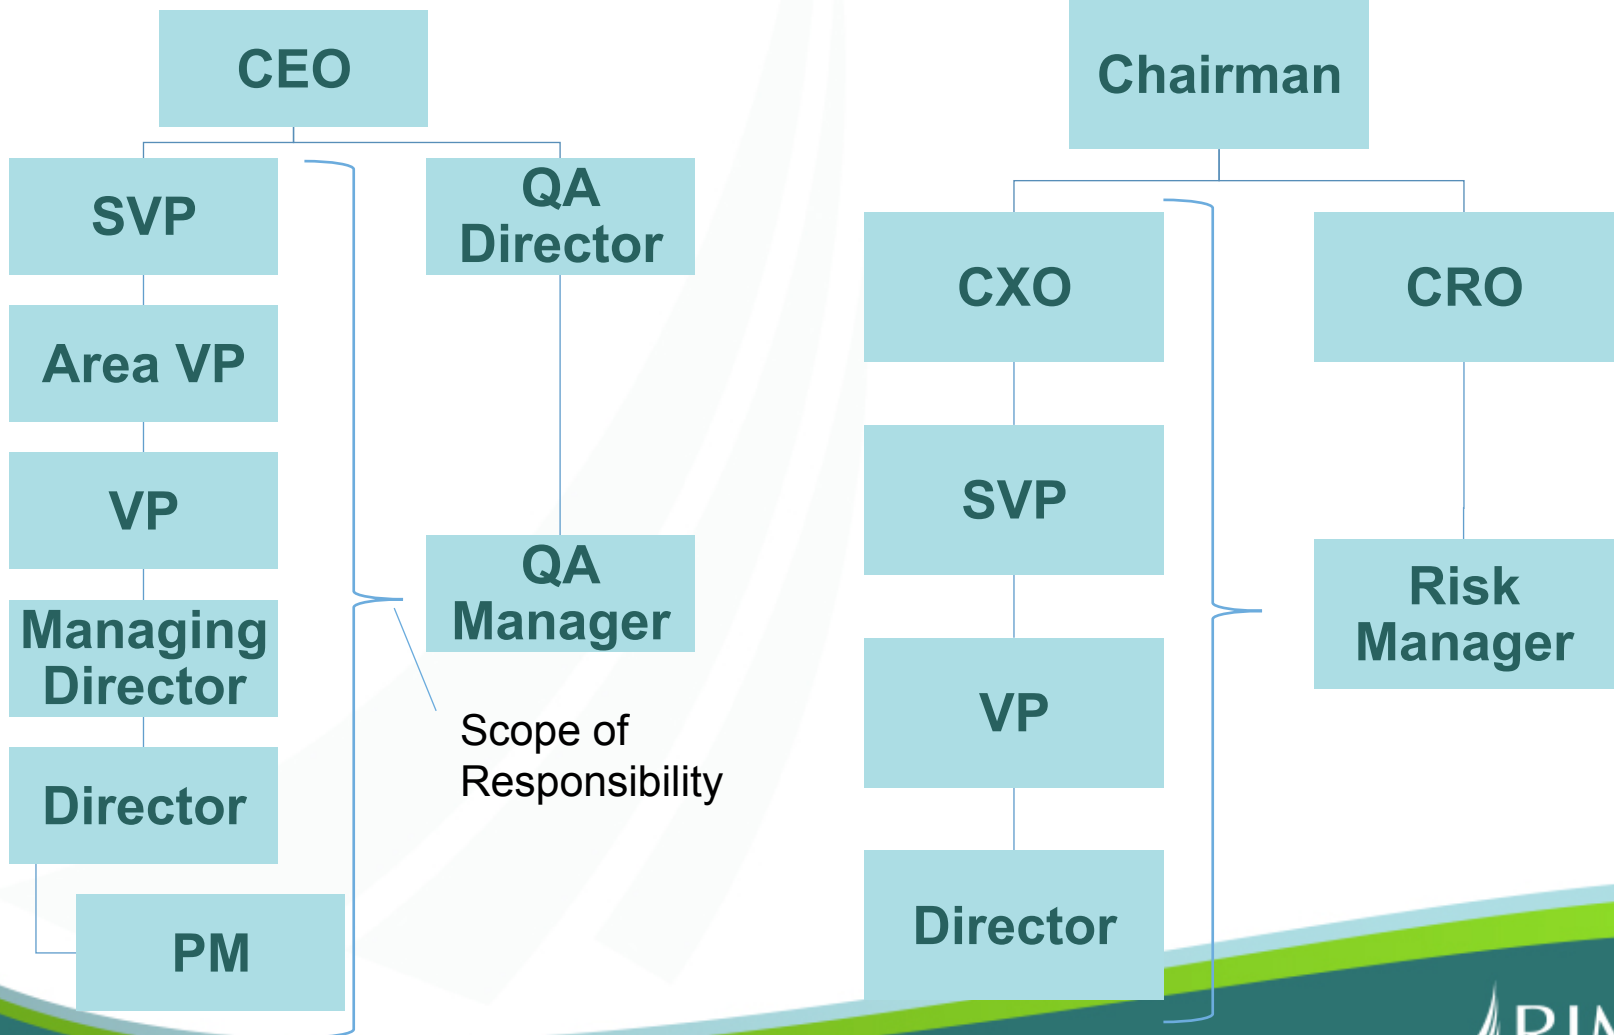 CEO
SVP
Area VP
VP
Managing
Director
Director
PM
QA
Director
QA
Manager
Scope of
Responsibility
Chairman
CXO
SVP
VP
Director
CRO
Risk
Manager